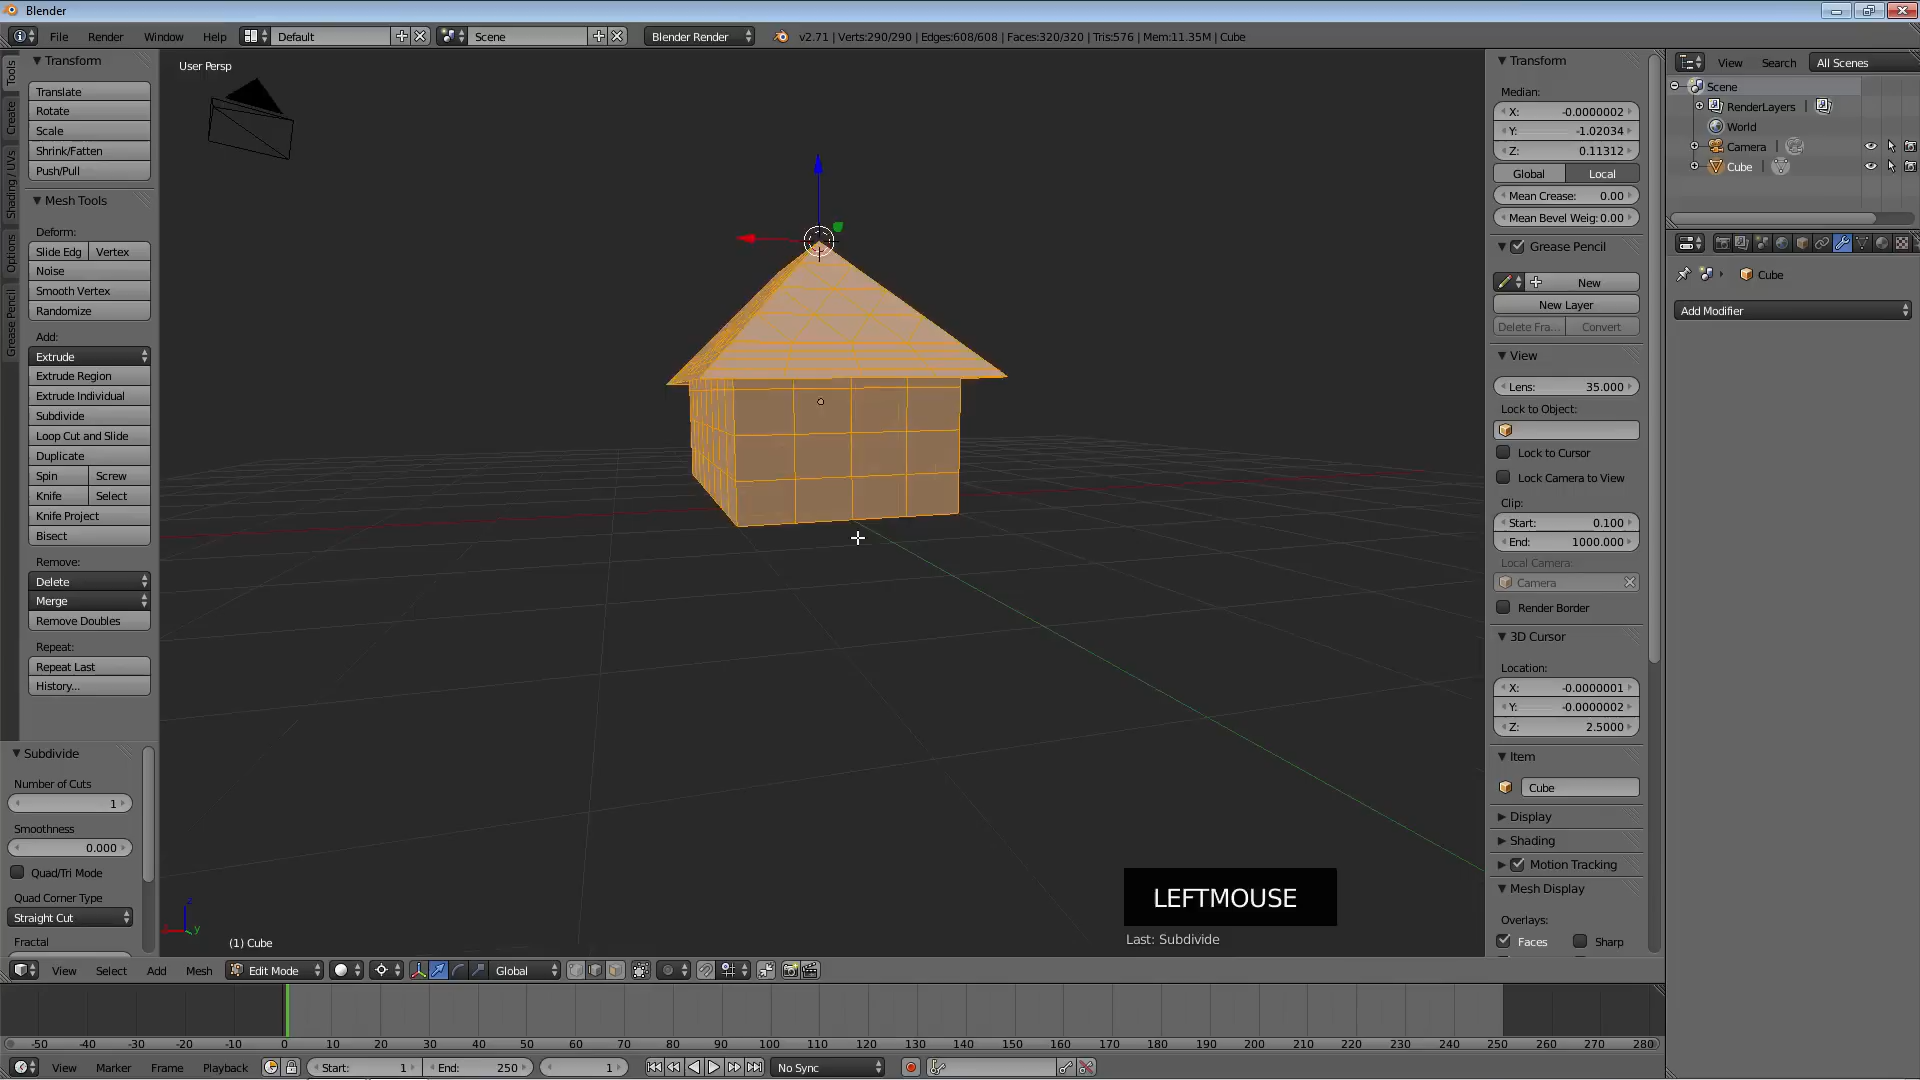 Blender
File Render Window Help Default Scene Blender Render v2.71 | Verts:290/290 | Edges:608/608 | Faces:320/320 | Tris:576 | Mem:11.35M | Cube
Tools
Create
Shading / UVs
Options
Grease Pencil
Transform
Translate
Rotate
Scale
Shrink/Fatten
Push/Pull
Mesh Tools
Deform:
Slide Edg Vertex
Noise
Smooth Vertex
Randomize
Add:
Extrude
Extrude Region
Extrude Individual
Subdivide
Loop Cut and Slide
Duplicate
Spin Screw
Knife Select
Knife Project
Bisect
Remove:
Delete
Merge
Remove Doubles
Repeat:
Repeat Last
History...
Subdivide
Number of Cuts
1
Smoothness
0.000
Quad/Tri Mode
Quad Corner Type
Straight Cut
Fractal
User Persp
z
y
(1) Cube
LEFTMOUSE
Last: Subdivide
Transform
Median:
X: -0.0000002
Y: -1.02034
Z: 0.11312
Global Local
Mean Crease: 0.00
Mean Bevel Weig: 0.00
Grease Pencil
New
New Layer
Delete Fra... Convert
View
Lens: 35.000
Lock to Object:
Lock to Cursor
Lock Camera to View
Clip:
Start: 0.100
End: 1000.000
Local Camera:
Camera
Render Border
3D Cursor
Location:
X: -0.0000001
Y: -0.0000002
Z: 2.5000
Item
Cube
Display
Shading
Motion Tracking
Mesh Display
Overlays:
Faces Sharp
View Search All Scenes
Scene
RenderLayers |
World
Camera |
Cube |
Cube
Add Modifier
View Select Add Mesh Edit Mode Global
-50 -40 -30 -20 -10 0 10 20 30 40 50 60 70 80 90 100 110 120 130 140 150 160 170 180 190 200 210 220 230 240 250 260 270 280
View Marker Frame Playback Start: 1 End: 250 1 No Sync